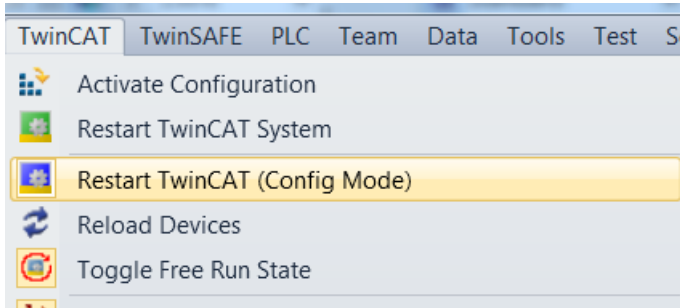 TwinCAT TwinSAFE PLC Team Data Tools Test S
Activate Configuration
Restart TwinCAT System
Restart TwinCAT (Config Mode)
Reload Devices
Toggle Free Run State